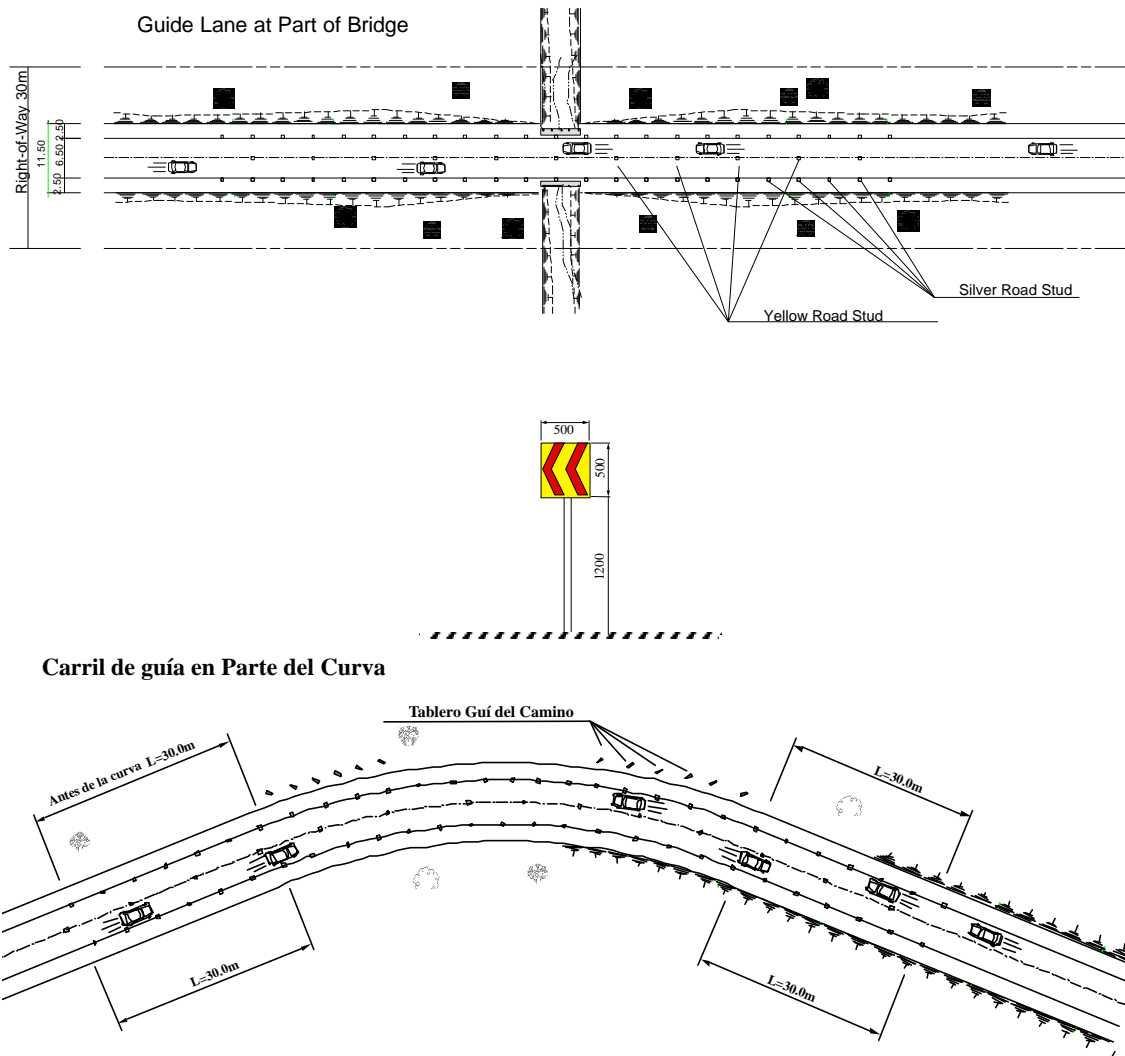 Guide Lane at Part of Bridge
Right-of-Way 30m
11.50
2.50 6.50 2.50
Silver Road Stud
Yellow Road Stud
500
500
1200
Carril de guía en Parte del Curva
Tablero Guí del Camino
Antes de la curva L=30.0m
L=30.0m
L=30.0m
L=30.0m